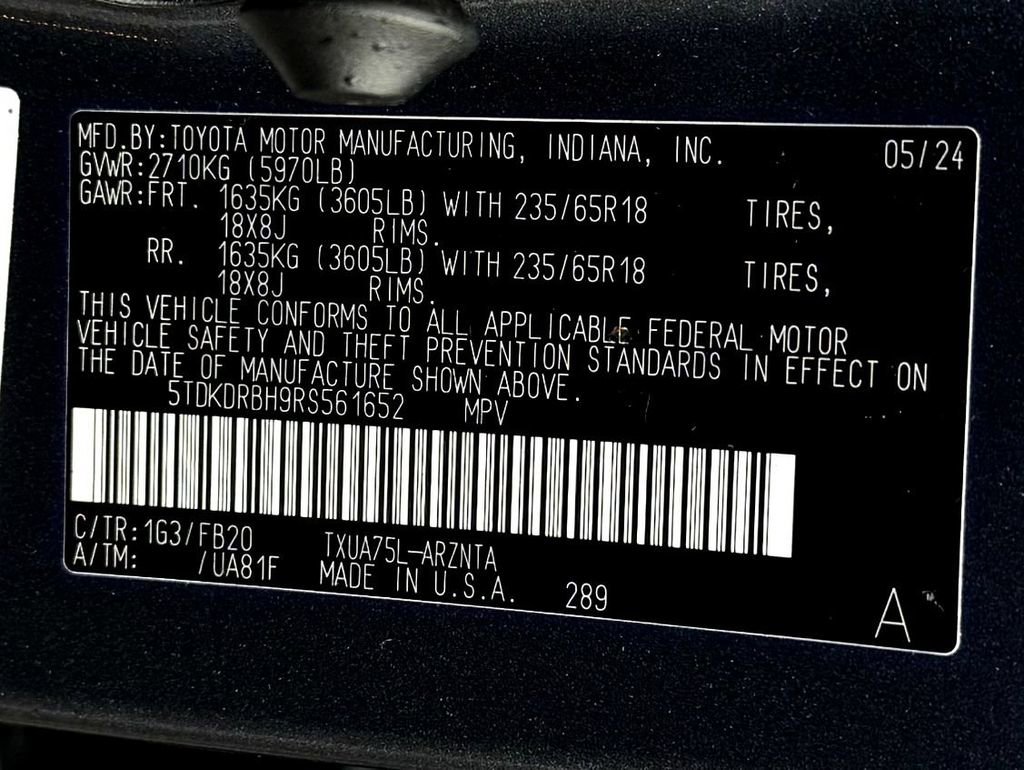 MFD.BY:TOYOTA MOTOR MANUFACTURING, INDIANA, INC. 05/24
GVWR:2710KG (5970LB)
GAWR:FRT. 1635KG (3605LB) WITH 235/65R18 TIRES,
18X8J RIMS.
RR. 1635KG (3605LB) WITH 235/65R18 TIRES,
18X8J RIMS.
THIS VEHICLE CONFORMS TO ALL APPLICABLE FEDERAL MOTOR
VEHICLE SAFETY AND THEFT PREVENTION STANDARDS IN EFFECT ON
THE DATE OF MANUFACTURE SHOWN ABOVE.
5TDKDRBH9RS561652 MPV
C/TR:1G3/FB20 TXUA75L-ARZNTA
A/TM: /UA81F MADE IN U.S.A. 289
A